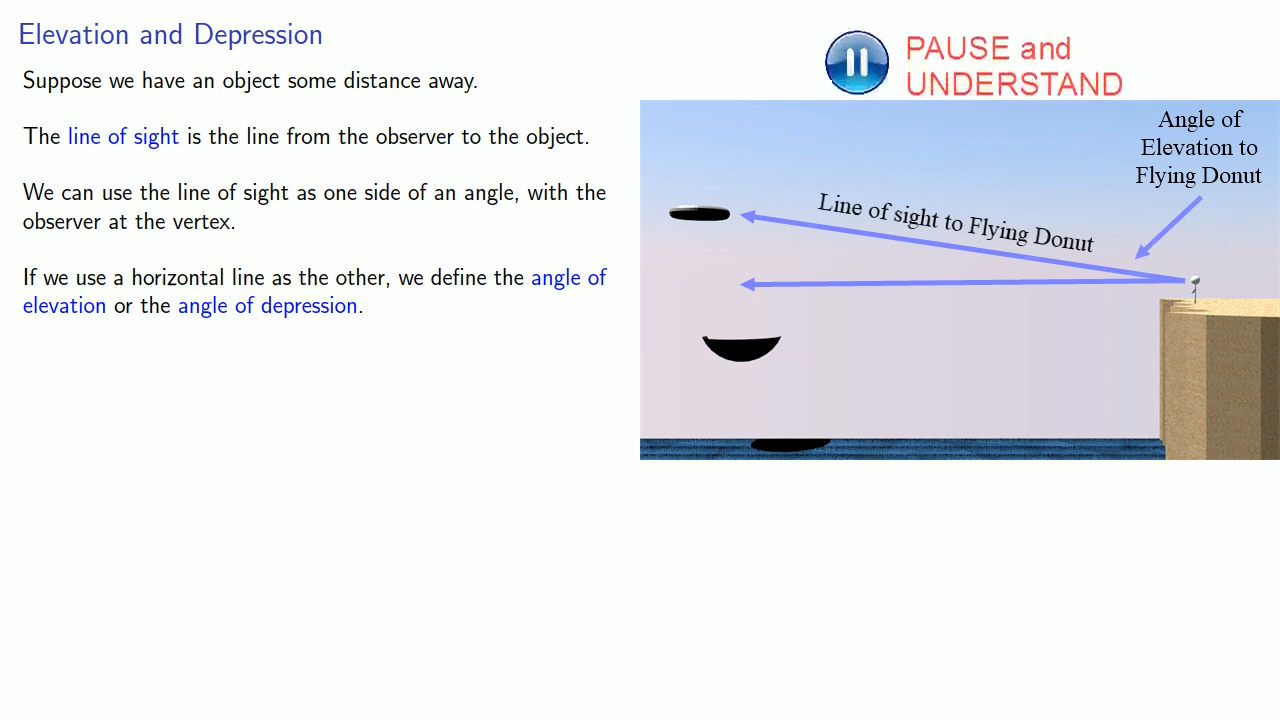 Elevation and Depression
Suppose we have an object some distance away.
The line of sight is the line from the observer to the object.
We can use the line of sight as one side of an angle, with the
observer at the vertex.
If we use a horizontal line as the other, we define the angle of
elevation or the angle of depression.
PAUSE and
UNDERSTAND
Angle of
Elevation to
Flying Donut
Line of sight to Flying Donut